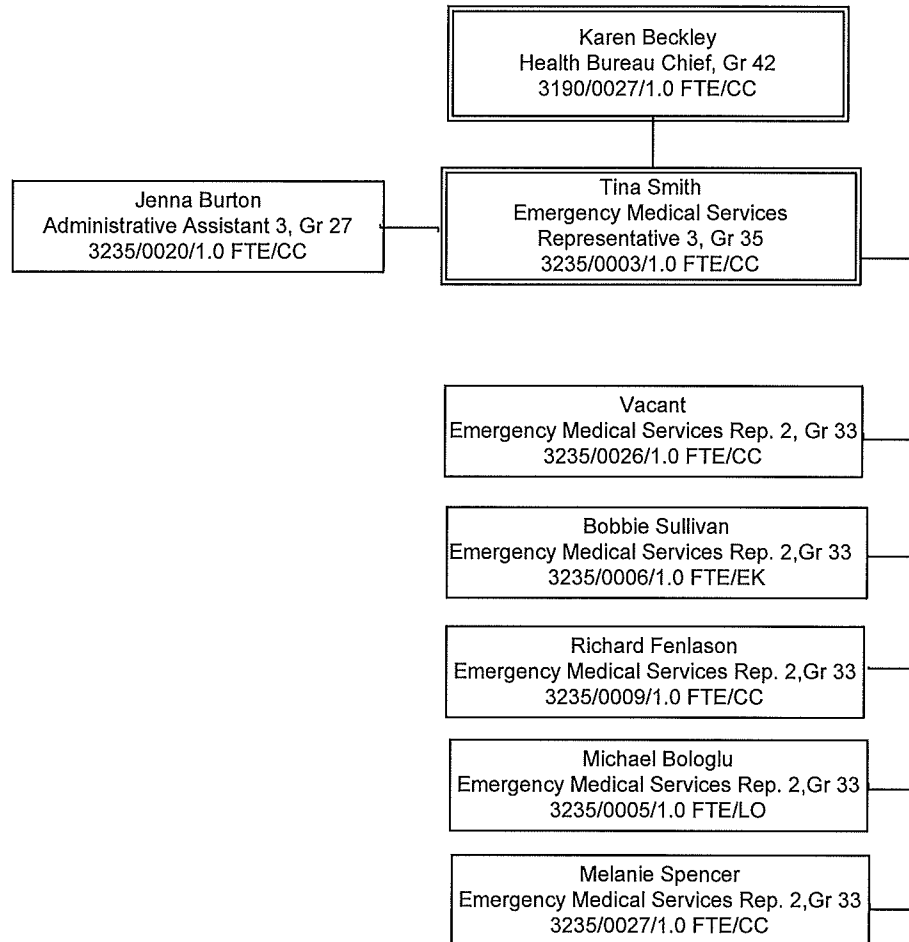 Karen Beckley
Health Bureau Chief, Gr 42
3190/0027/1.0 FTE/CC
Jenna Burton
Administrative Assistant 3, Gr 27
3235/0020/1.0 FTE/CC
Tina Smith
Emergency Medical Services
Representative 3, Gr 35
3235/0003/1.0 FTE/CC
Vacant
Emergency Medical Services Rep. 2, Gr 33
3235/0026/1.0 FTE/CC
Bobbie Sullivan
Emergency Medical Services Rep. 2,Gr 33
3235/0006/1.0 FTE/EK
Richard Fenlason
Emergency Medical Services Rep. 2,Gr 33
3235/0009/1.0 FTE/CC
Michael Bologlu
Emergency Medical Services Rep. 2,Gr 33
3235/0005/1.0 FTE/LO
Melanie Spencer
Emergency Medical Services Rep. 2,Gr 33
3235/0027/1.0 FTE/CC